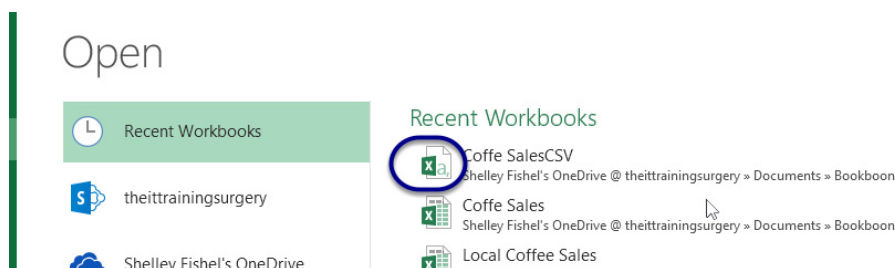 Open
Recent Workbooks
theittrainingsurgery
Shelley Fishel's OneDrive
Recent Workbooks
Coffe SalesCSV
Shelley Fishel's OneDrive @ theittrainingsurgery » Documents » Bookboon
Coffe Sales
Shelley Fishel's OneDrive @ theittrainingsurgery » Documents » Bookboon
Local Coffee Sales